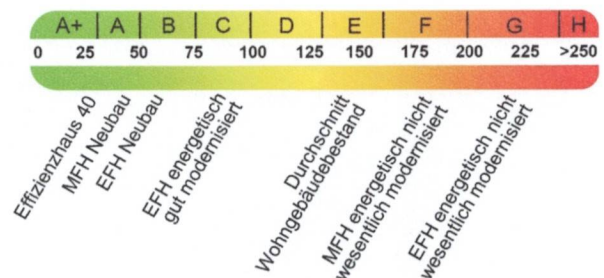 A+ A B C D E F G H
0 25 50 75 100 125 150 175 200 225 >250
Effizienzhaus 40
MFH Neubau
EFH Neubau
EFH energetisch
gut modernisiert
Durchschnitt
Wohngebäudebestand
MFH energetisch nicht
wesentlich modernisiert
EFH energetisch nicht
wesentlich modernisiert